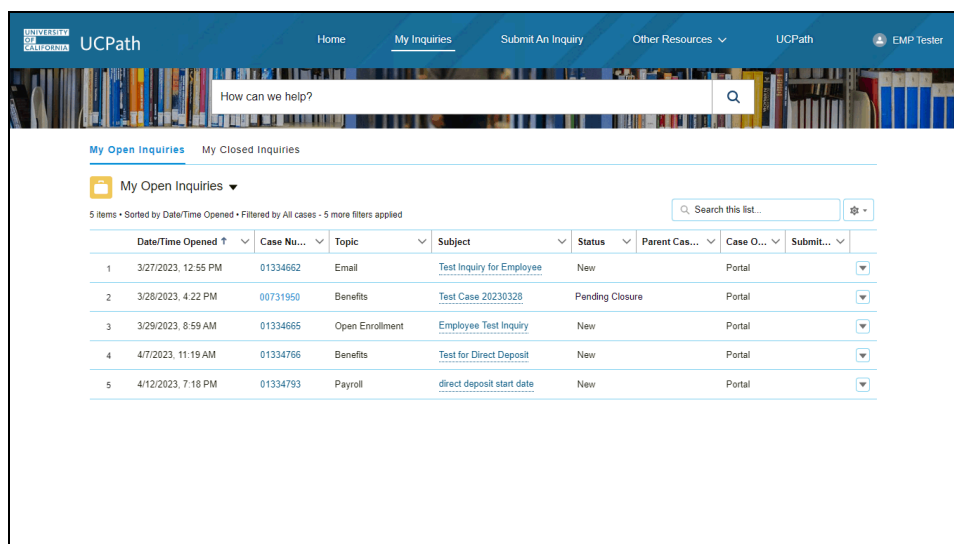 UNIVERSITY
OF
CALIFORNIA
UCPath
Home
My Inquiries
Submit An Inquiry
Other Resources
UCPath
EMP Tester
How can we help?
My Open Inquiries
My Closed Inquiries
My Open Inquiries
5 items • Sorted by Date/Time Opened • Filtered by All cases - 5 more filters applied
Search this list...
Date/Time Opened ↑ Case Nu... Topic Subject Status Parent Cas... Case O... Submit...
1 3/27/2023, 12:55 PM 01334662 Email Test Inquiry for Employee New Portal
2 3/28/2023, 4:22 PM 00731950 Benefits Test Case 20230328 Pending Closure Portal
3 3/29/2023, 8:59 AM 01334665 Open Enrollment Employee Test Inquiry New Portal
4 4/7/2023, 11:19 AM 01334766 Benefits Test for Direct Deposit New Portal
5 4/12/2023, 7:18 PM 01334793 Payroll direct deposit start date New Portal